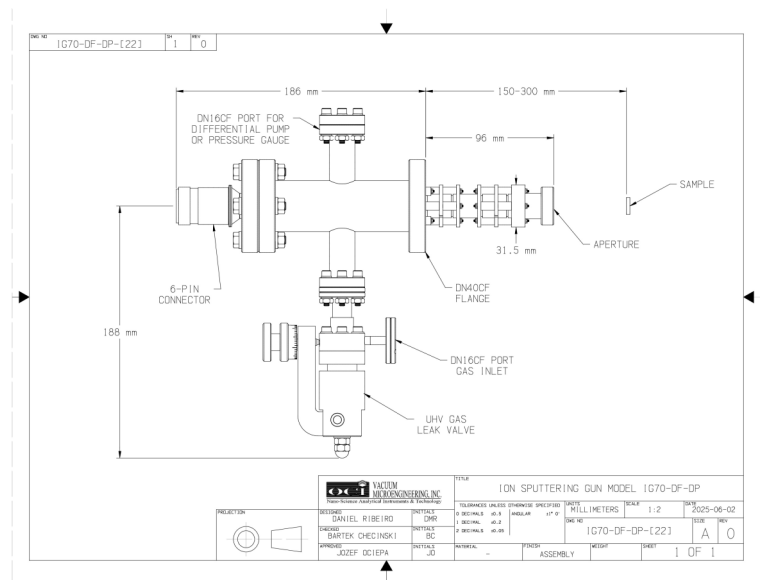 DWG NO
IG70-DF-DP-[22]
SH
1
REV
0
186 mm
150-300 mm
DN16CF PORT FOR
DIFFERENTIAL PUMP
OR PRESSURE GAUGE
96 mm
SAMPLE
APERTURE
31.5 mm
6-PIN
CONNECTOR
DN40CF
FLANGE
188 mm
DN16CF PORT
GAS INLET
UHV GAS
LEAK VALVE
OCI
VACUUM
MICROENGINEERING, INC.
Nano-Science Analytical Instruments & Technology
TITLE
ION SPUTTERING GUN MODEL IG70-DF-DP
TOLERANCES UNLESS OTHERWISE SPECIFIED
0 DECIMALS ±0.5 ANGULAR ±1° 0'
1 DECIMAL ±0.2
2 DECIMALS ±0.05
UNITS
MILLIMETERS
SCALE
1:2
DATE
2025-06-02
DWG NO
IG70-DF-DP-[22]
SIZE
A
REV
0
PROJECTION
DESIGNED
DANIEL RIBEIRO
INITIALS
DMR
CHECKED
BARTEK CHECINSKI
INITIALS
BC
APPROVED
JOZEF OCIEPA
INITIALS
JO
MATERIAL
-
FINISH
ASSEMBLY
WEIGHT
SHEET
1 OF 1